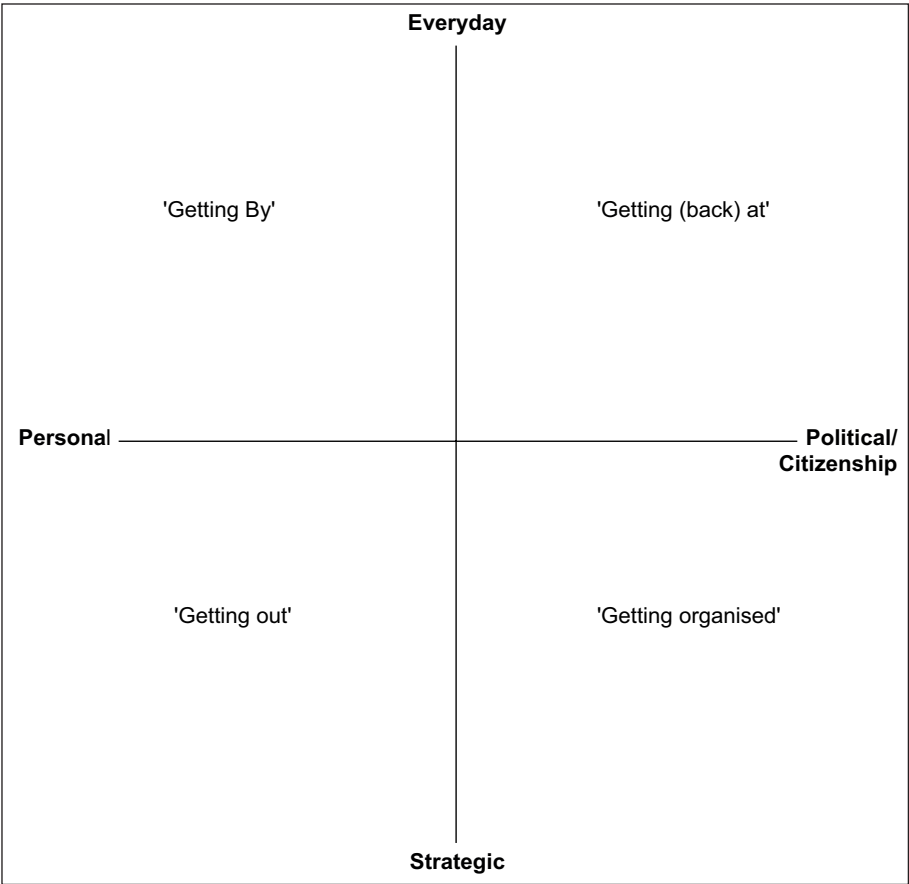 Everyday
'Getting By' 'Getting (back) at'
Personal Political/
Citizenship
'Getting out' 'Getting organised'
Strategic